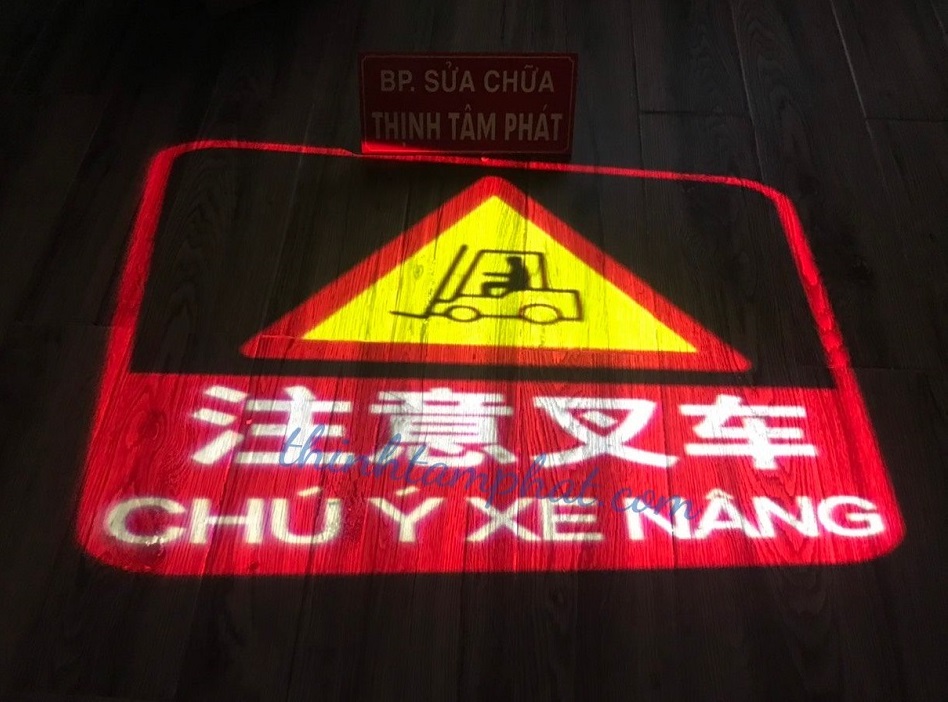 BP. SỬA CHỮA
THỊNH TÂM PHÁT
注意叉车
thinhtamphat.com
CHÚ Ý XE NÂNG